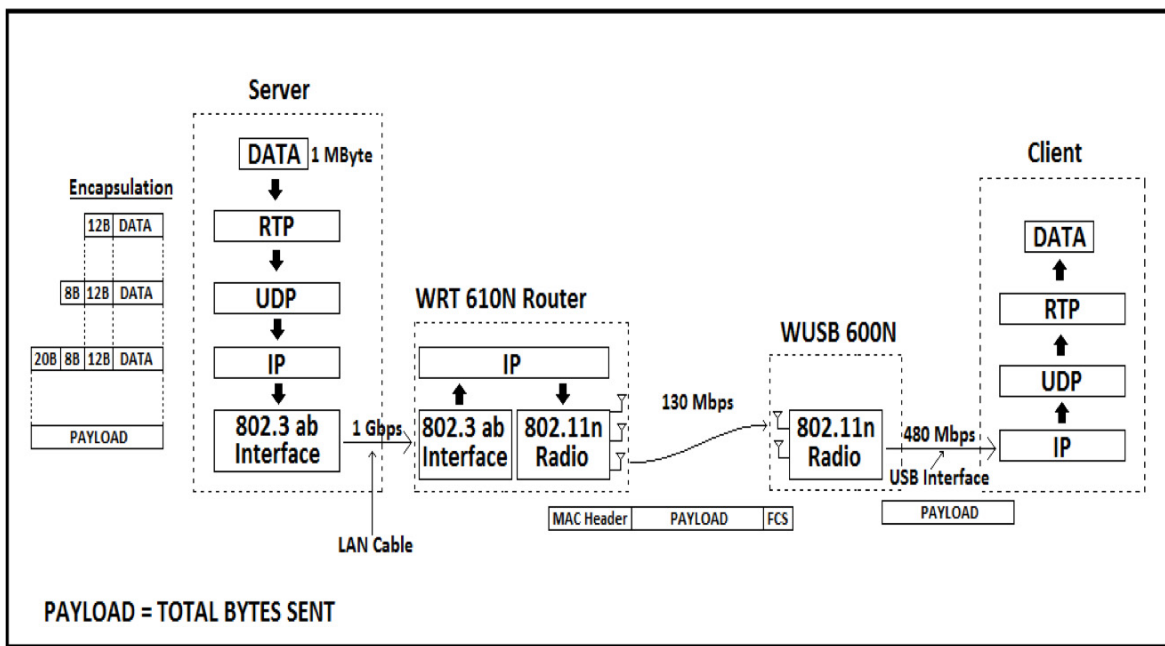 Server
DATA 1 MByte
Encapsulation
12B DATA
RTP
8B 12B DATA
UDP
20B 8B 12B DATA
IP
PAYLOAD
802.3 ab
Interface
1 Gbps
LAN Cable
WRT 610N Router
IP
802.3 ab
Interface
802.11n
Radio
130 Mbps
MAC Header PAYLOAD FCS
WUSB 600N
802.11n
Radio
480 Mbps
USB Interface
PAYLOAD
Client
DATA
RTP
UDP
IP
PAYLOAD = TOTAL BYTES SENT